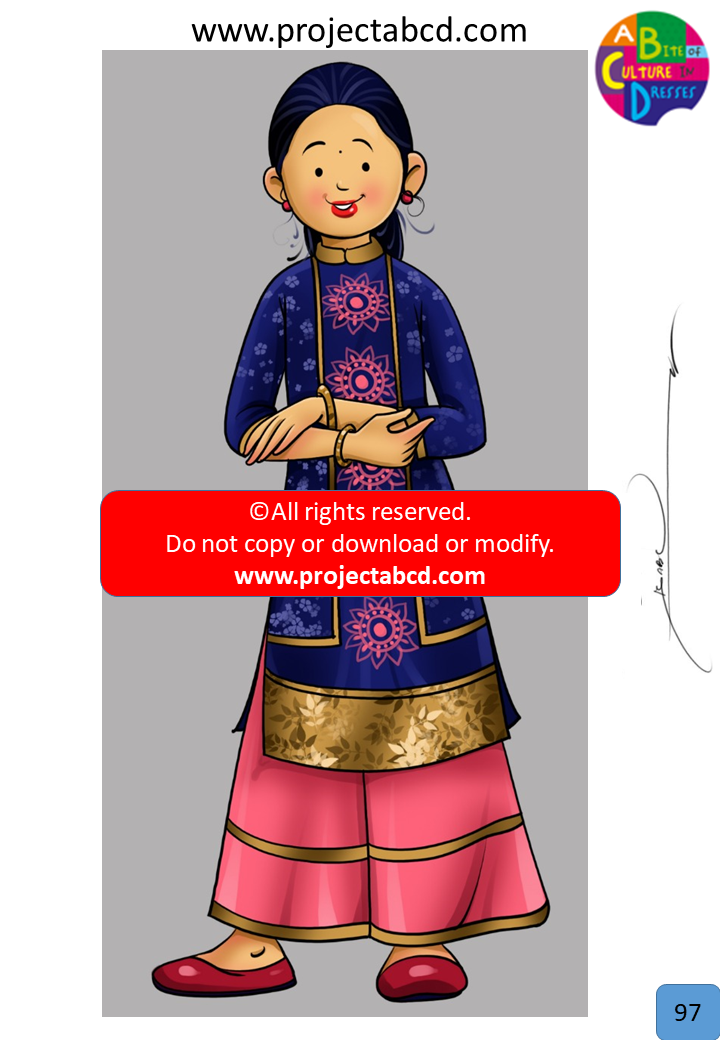 www.projectabcd.com
A BITE OF
CULTURE IN
DRESSES
©All rights reserved.
Do not copy or download or modify.
www.projectabcd.com
97